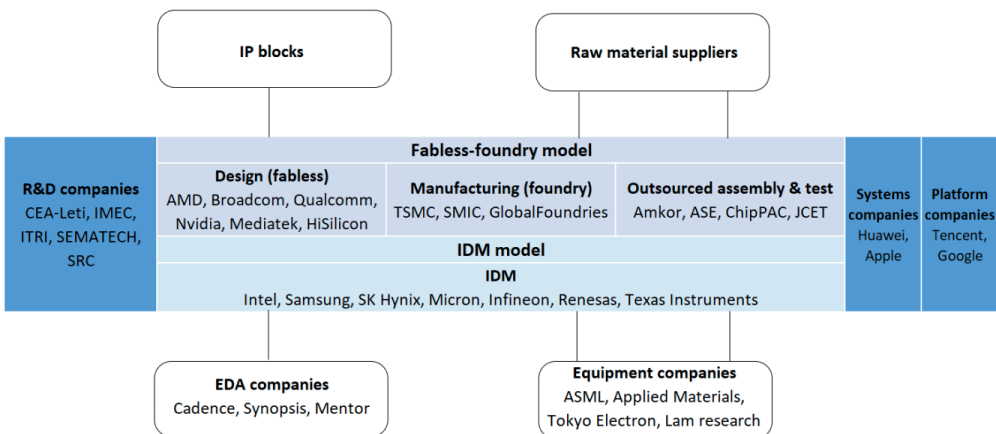 IP blocks
Raw material suppliers
Fabless-foundry model
R&D companies
CEA-Leti, IMEC,
ITRI, SEMATECH,
SRC
Design (fabless)
AMD, Broadcom, Qualcomm,
Nvidia, Mediatek, HiSilicon
Manufacturing (foundry)
TSMC, SMIC, GlobalFoundries
Outsourced assembly & test
Amkor, ASE, ChipPAC, JCET
Systems
companies
Huawei,
Apple
Platform
companies
Tencent,
Google
IDM model
IDM
Intel, Samsung, SK Hynix, Micron, Infineon, Renesas, Texas Instruments
EDA companies
Cadence, Synopsis, Mentor
Equipment companies
ASML, Applied Materials,
Tokyo Electron, Lam research